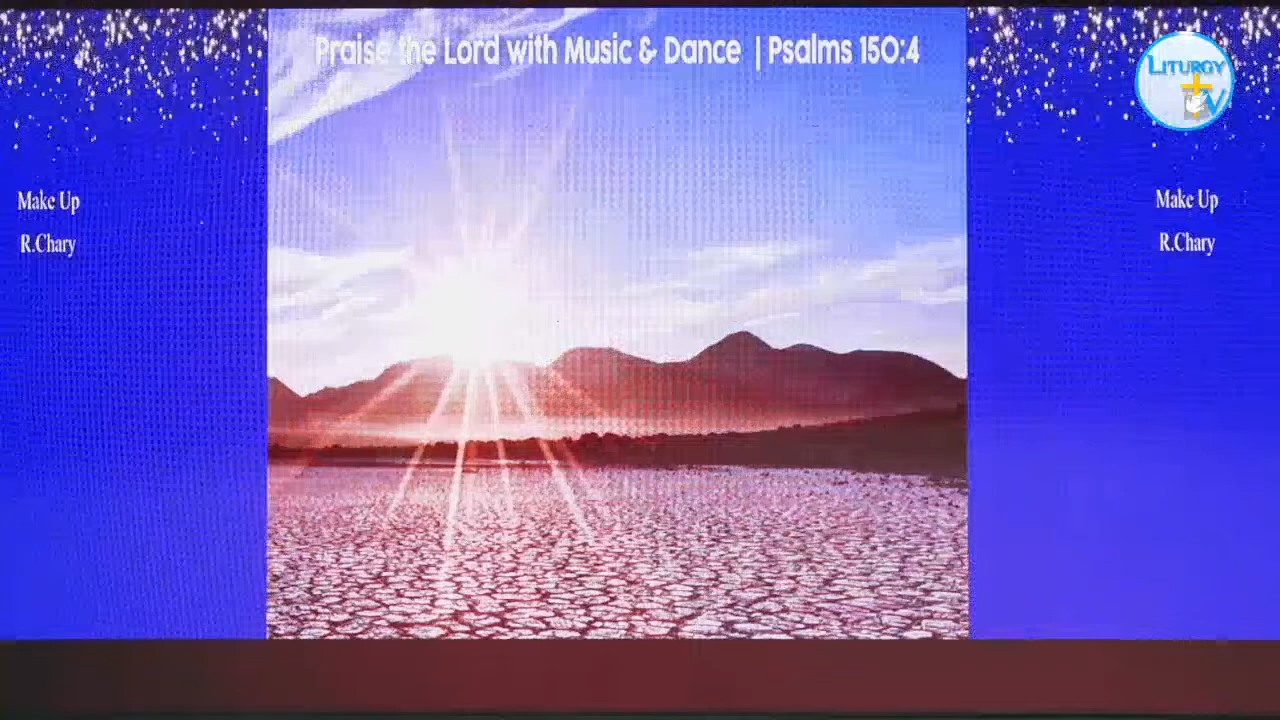 Praise the Lord with Music & Dance | Psalms 150:4
LITURGY
TV
Make Up
R.Chary
Make Up
R.Chary